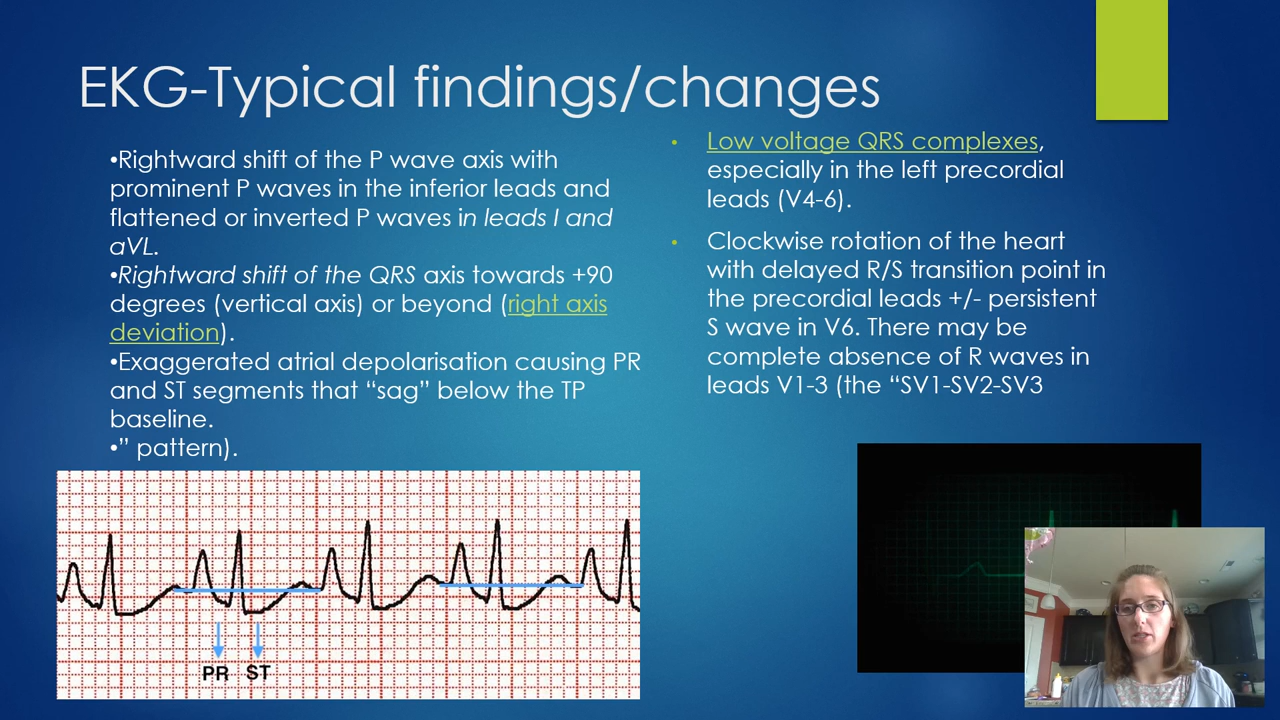 EKG-Typical findings/changes
•Rightward shift of the P wave axis with
prominent P waves in the inferior leads and
flattened or inverted P waves in leads I and
aVL.
•Rightward shift of the QRS axis towards +90
degrees (vertical axis) or beyond (right axis
deviation).
•Exaggerated atrial depolarisation causing PR
and ST segments that “sag” below the TP
baseline.
•” pattern).
• Low voltage QRS complexes,
especially in the left precordial
leads (V4-6).
• Clockwise rotation of the heart
with delayed R/S transition point in
the precordial leads +/- persistent
S wave in V6. There may be
complete absence of R waves in
leads V1-3 (the “SV1-SV2-SV3
PR ST